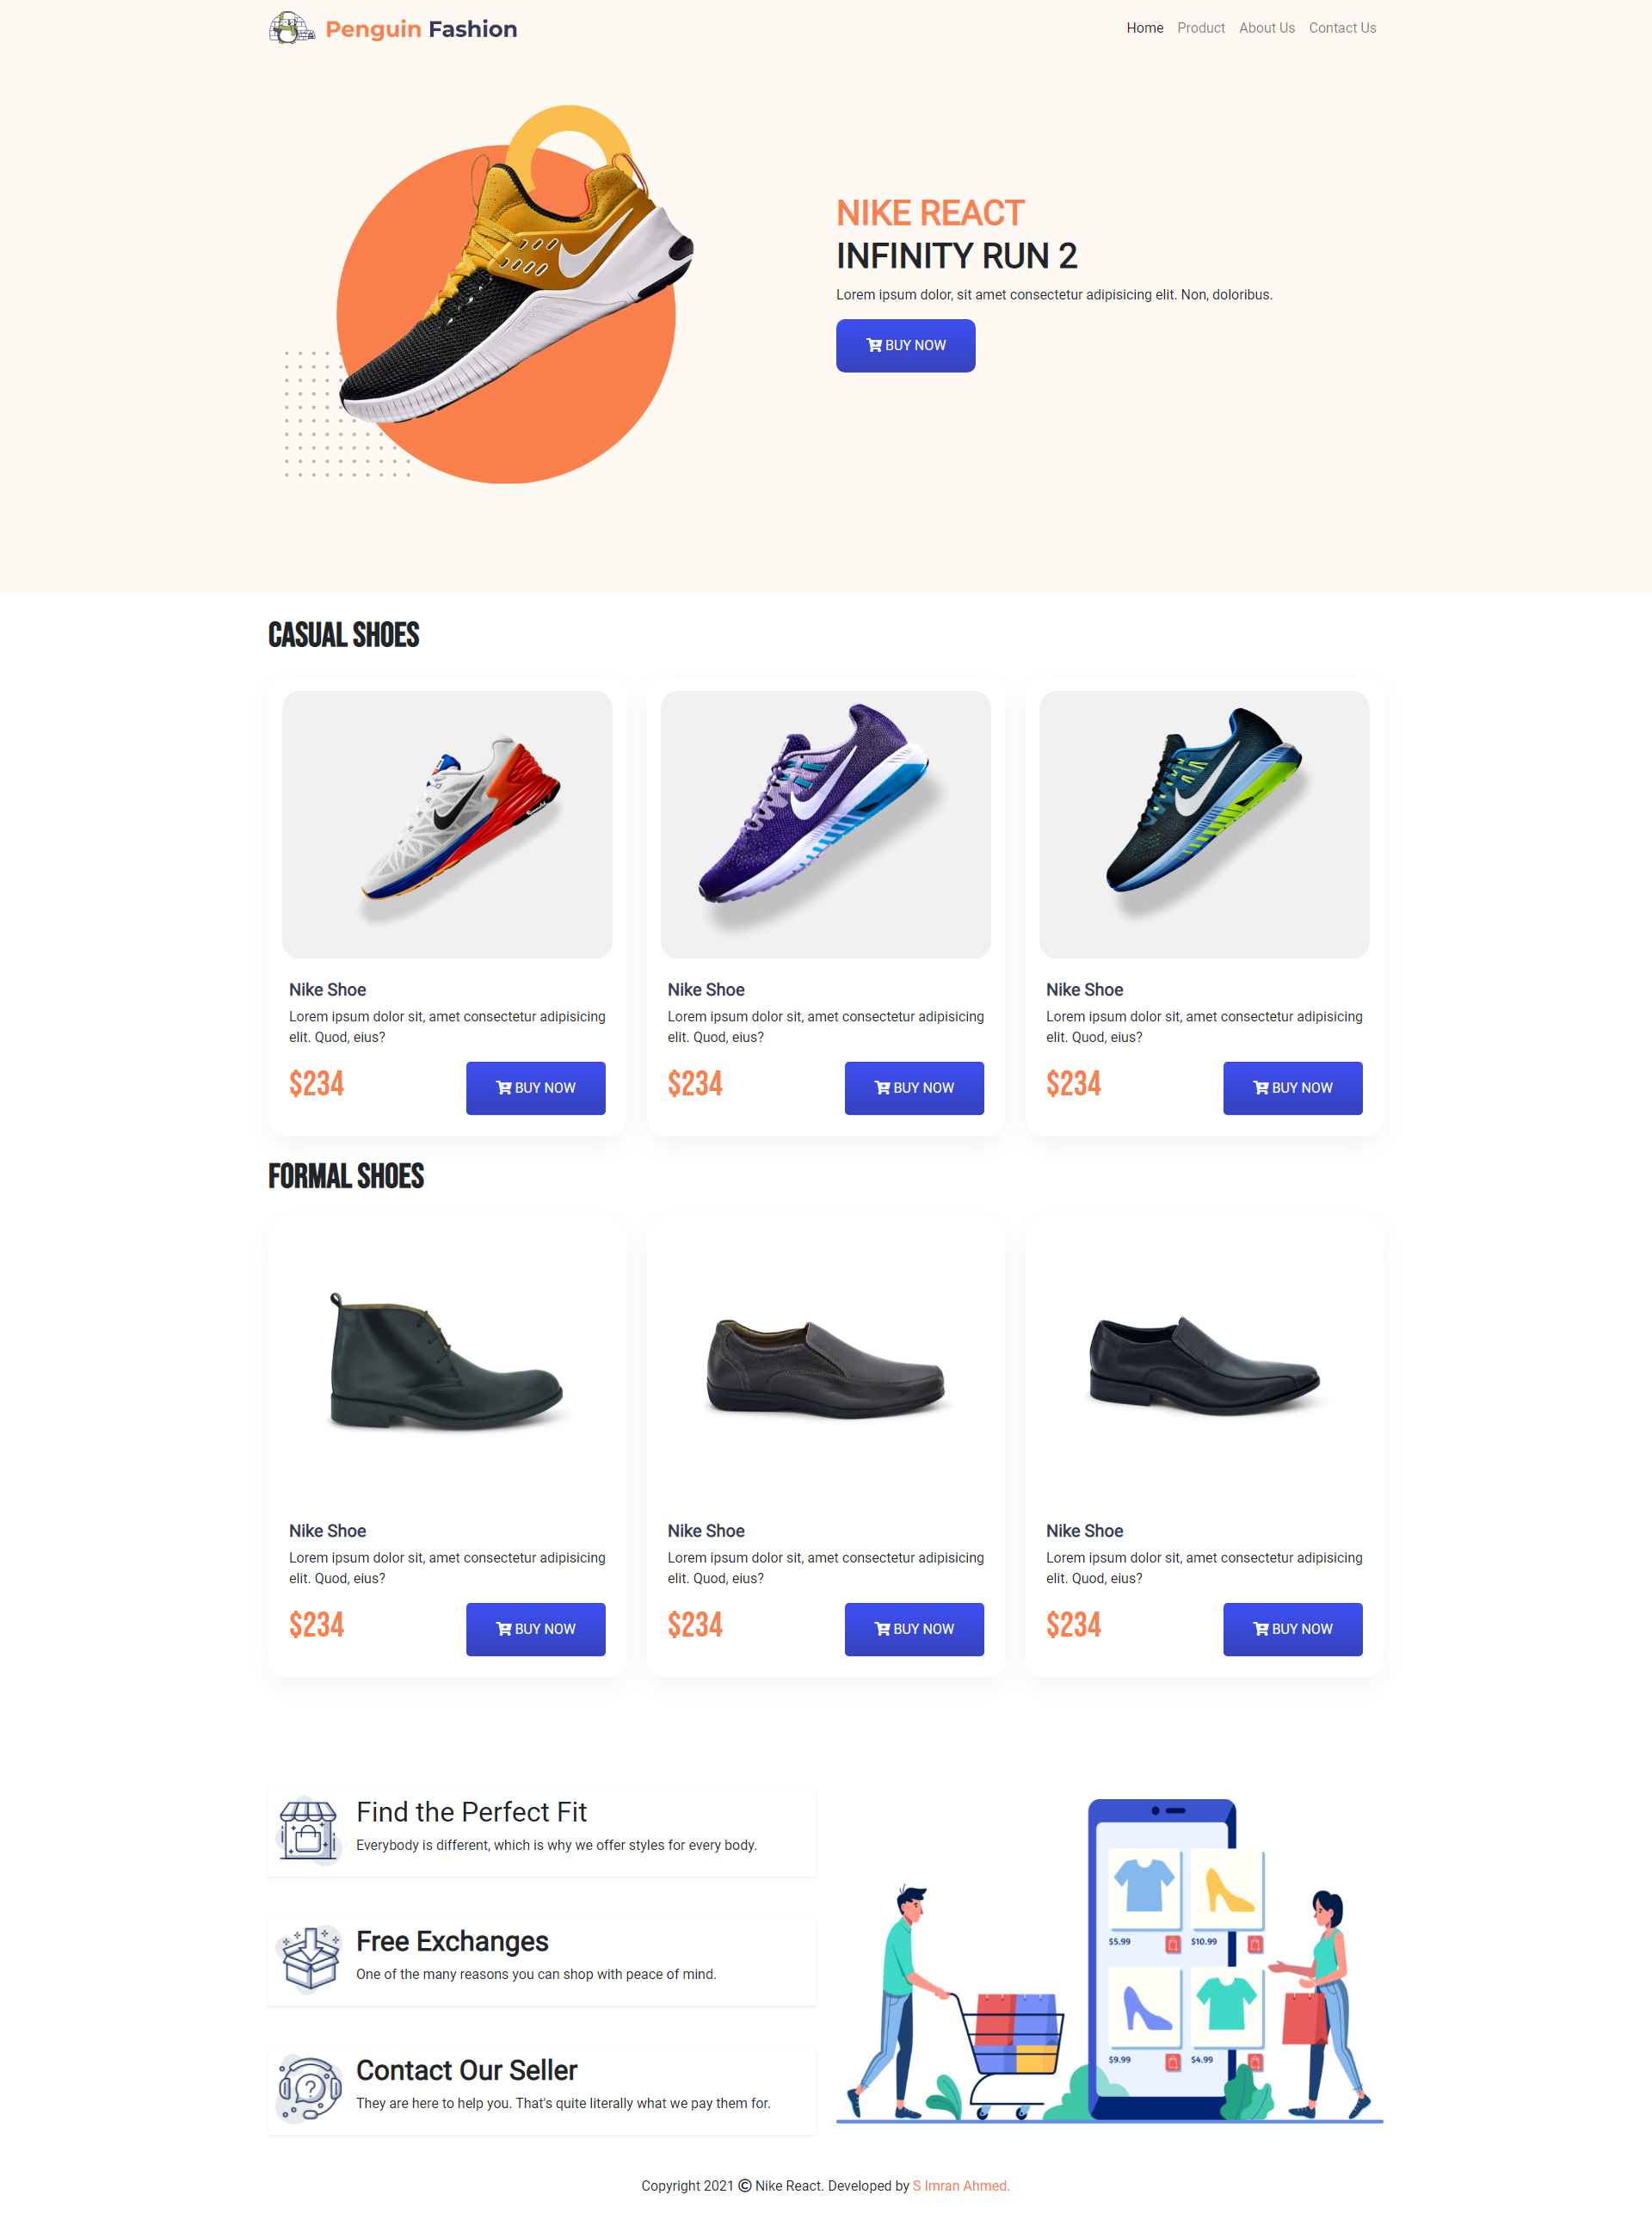 Penguin Fashion
Home Product About Us Contact Us
NIKE REACT
INFINITY RUN 2
Lorem ipsum dolor, sit amet consectetur adipisicing elit. Non, doloribus.
BUY NOW
CASUAL SHOES
Nike Shoe
Lorem ipsum dolor sit, amet consectetur adipisicing
elit. Quod, eius?
$234 BUY NOW
Nike Shoe
Lorem ipsum dolor sit, amet consectetur adipisicing
elit. Quod, eius?
$234 BUY NOW
Nike Shoe
Lorem ipsum dolor sit, amet consectetur adipisicing
elit. Quod, eius?
$234 BUY NOW
FORMAL SHOES
Nike Shoe
Lorem ipsum dolor sit, amet consectetur adipisicing
elit. Quod, eius?
$234 BUY NOW
Nike Shoe
Lorem ipsum dolor sit, amet consectetur adipisicing
elit. Quod, eius?
$234 BUY NOW
Nike Shoe
Lorem ipsum dolor sit, amet consectetur adipisicing
elit. Quod, eius?
$234 BUY NOW
Find the Perfect Fit
Everybody is different, which is why we offer styles for every body.
Free Exchanges
One of the many reasons you can shop with peace of mind.
?
Contact Our Seller
They are here to help you. That's quite literally what we pay them for.
$5.99 $10.99
$9.99 $4.99
Copyright 2021 © Nike React. Developed by S Imran Ahmed.